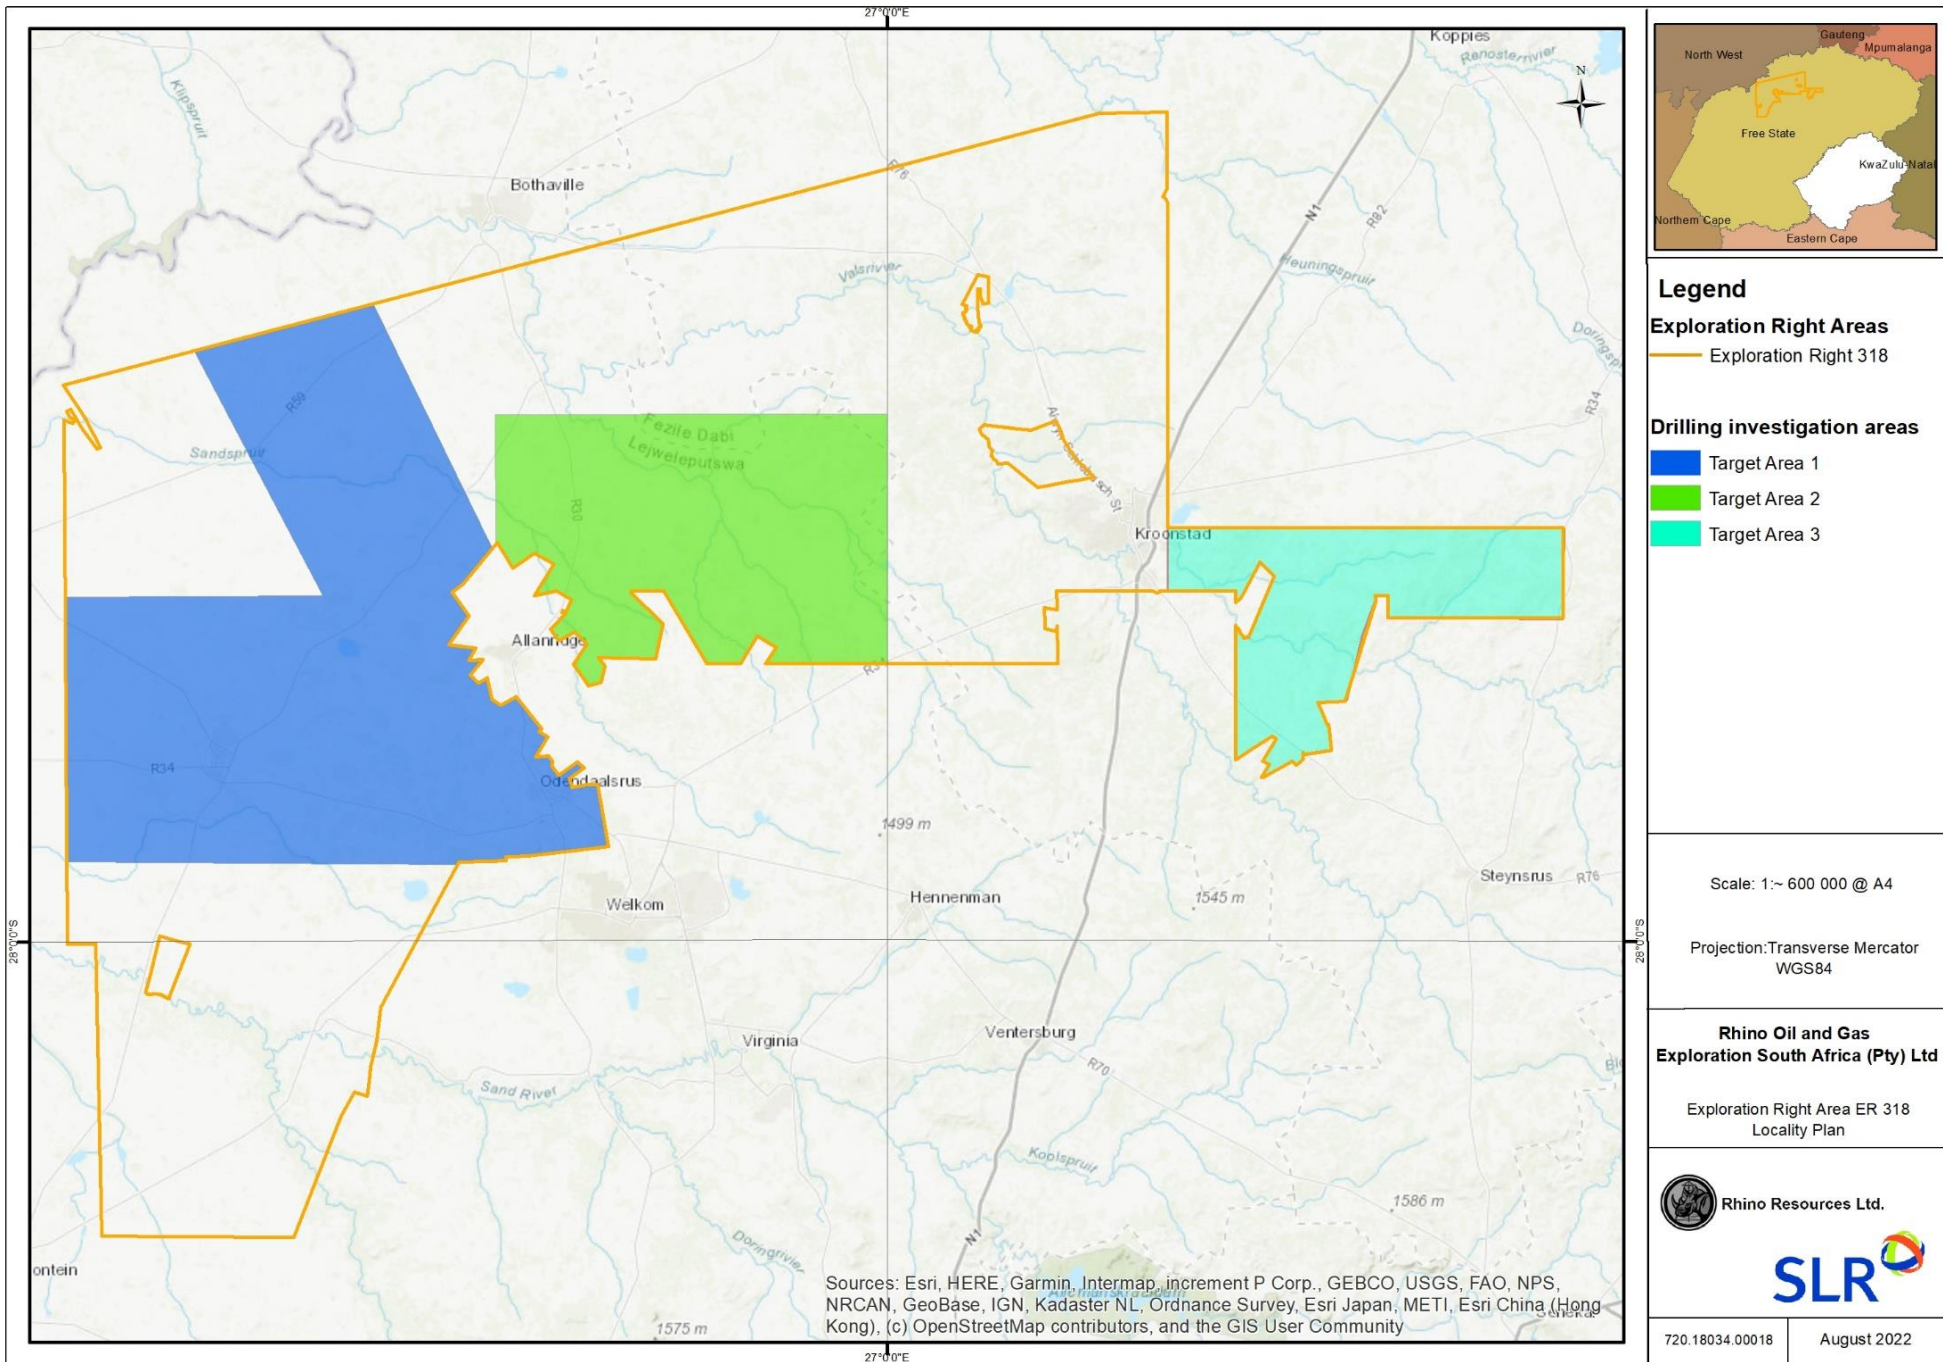 27°0'0"E
Koppies
Renosterrivier
Klipspruit
N
Bothaville
R76
N1
R82
Valsrivier
Heuningspruit
R59
R34
Sandspruit
Fezile Dabi
Lejweleputswa
R30
Kroonstad
Allanridge
R34
R34
Odendaalsrus
1499 m
Steynsrus
R76
Welkom
Hennenman
1545 m
28°0'0"S
28°0'0"S
Virginia
Ventersburg
R70
Sand River
Koolspruit
1586 m
N1
Doringrivier
ontein
1575 m
Sources: Esri, HERE, Garmin, Intermap, increment P Corp., GEBCO, USGS, FAO, NPS,
NRCAN, GeoBase, IGN, Kadaster NL, Ordnance Survey, Esri Japan, METI, Esri China (Hong
Kong), (c) OpenStreetMap contributors, and the GIS User Community
27°0'0"E
Gauteng
North West
Mpumalanga
Free State
KwaZulu-Natal
Northern Cape
Eastern Cape
Legend
Exploration Right Areas
Exploration Right 318
Drilling investigation areas
Target Area 1
Target Area 2
Target Area 3
Scale: 1:~ 600 000 @ A4
Projection:Transverse Mercator
WGS84
Rhino Oil and Gas
Exploration South Africa (Pty) Ltd
Exploration Right Area ER 318
Locality Plan
Rhino Resources Ltd.
SLR
720.18034.00018
August 2022